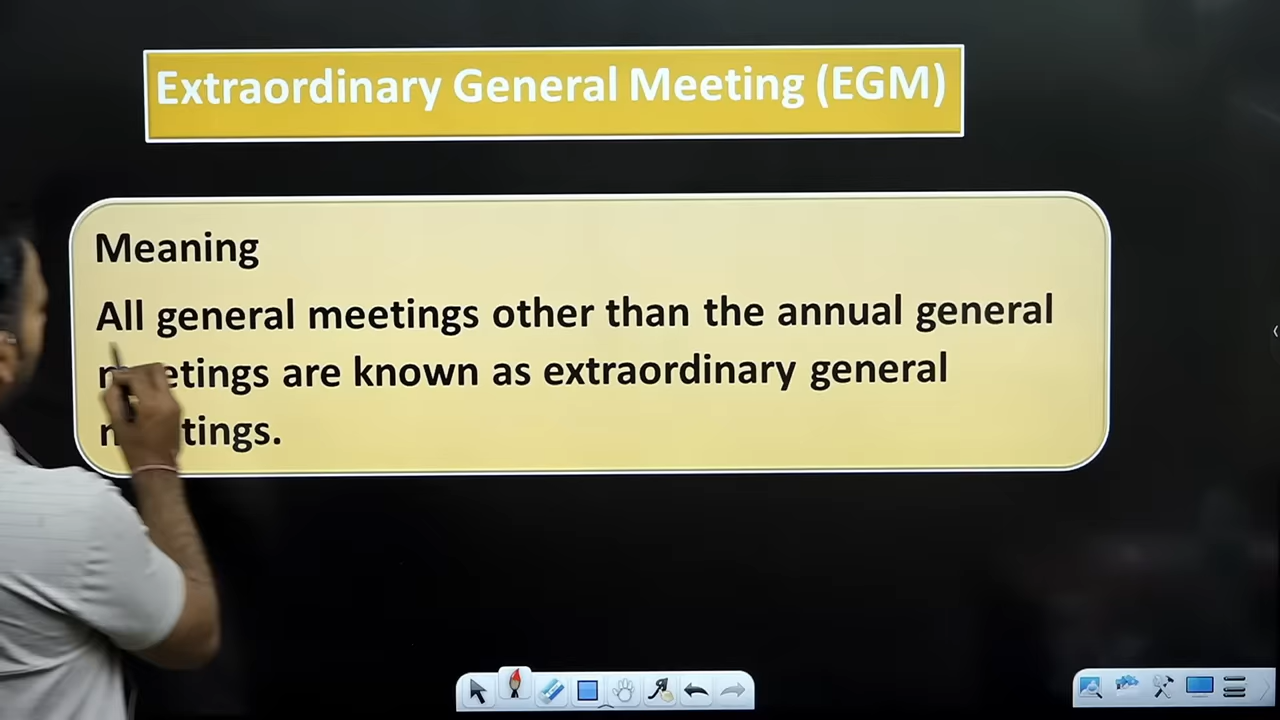 Extraordinary General Meeting (EGM)
Meaning
All general meetings other than the annual general
meetings are known as extraordinary general
meetings.